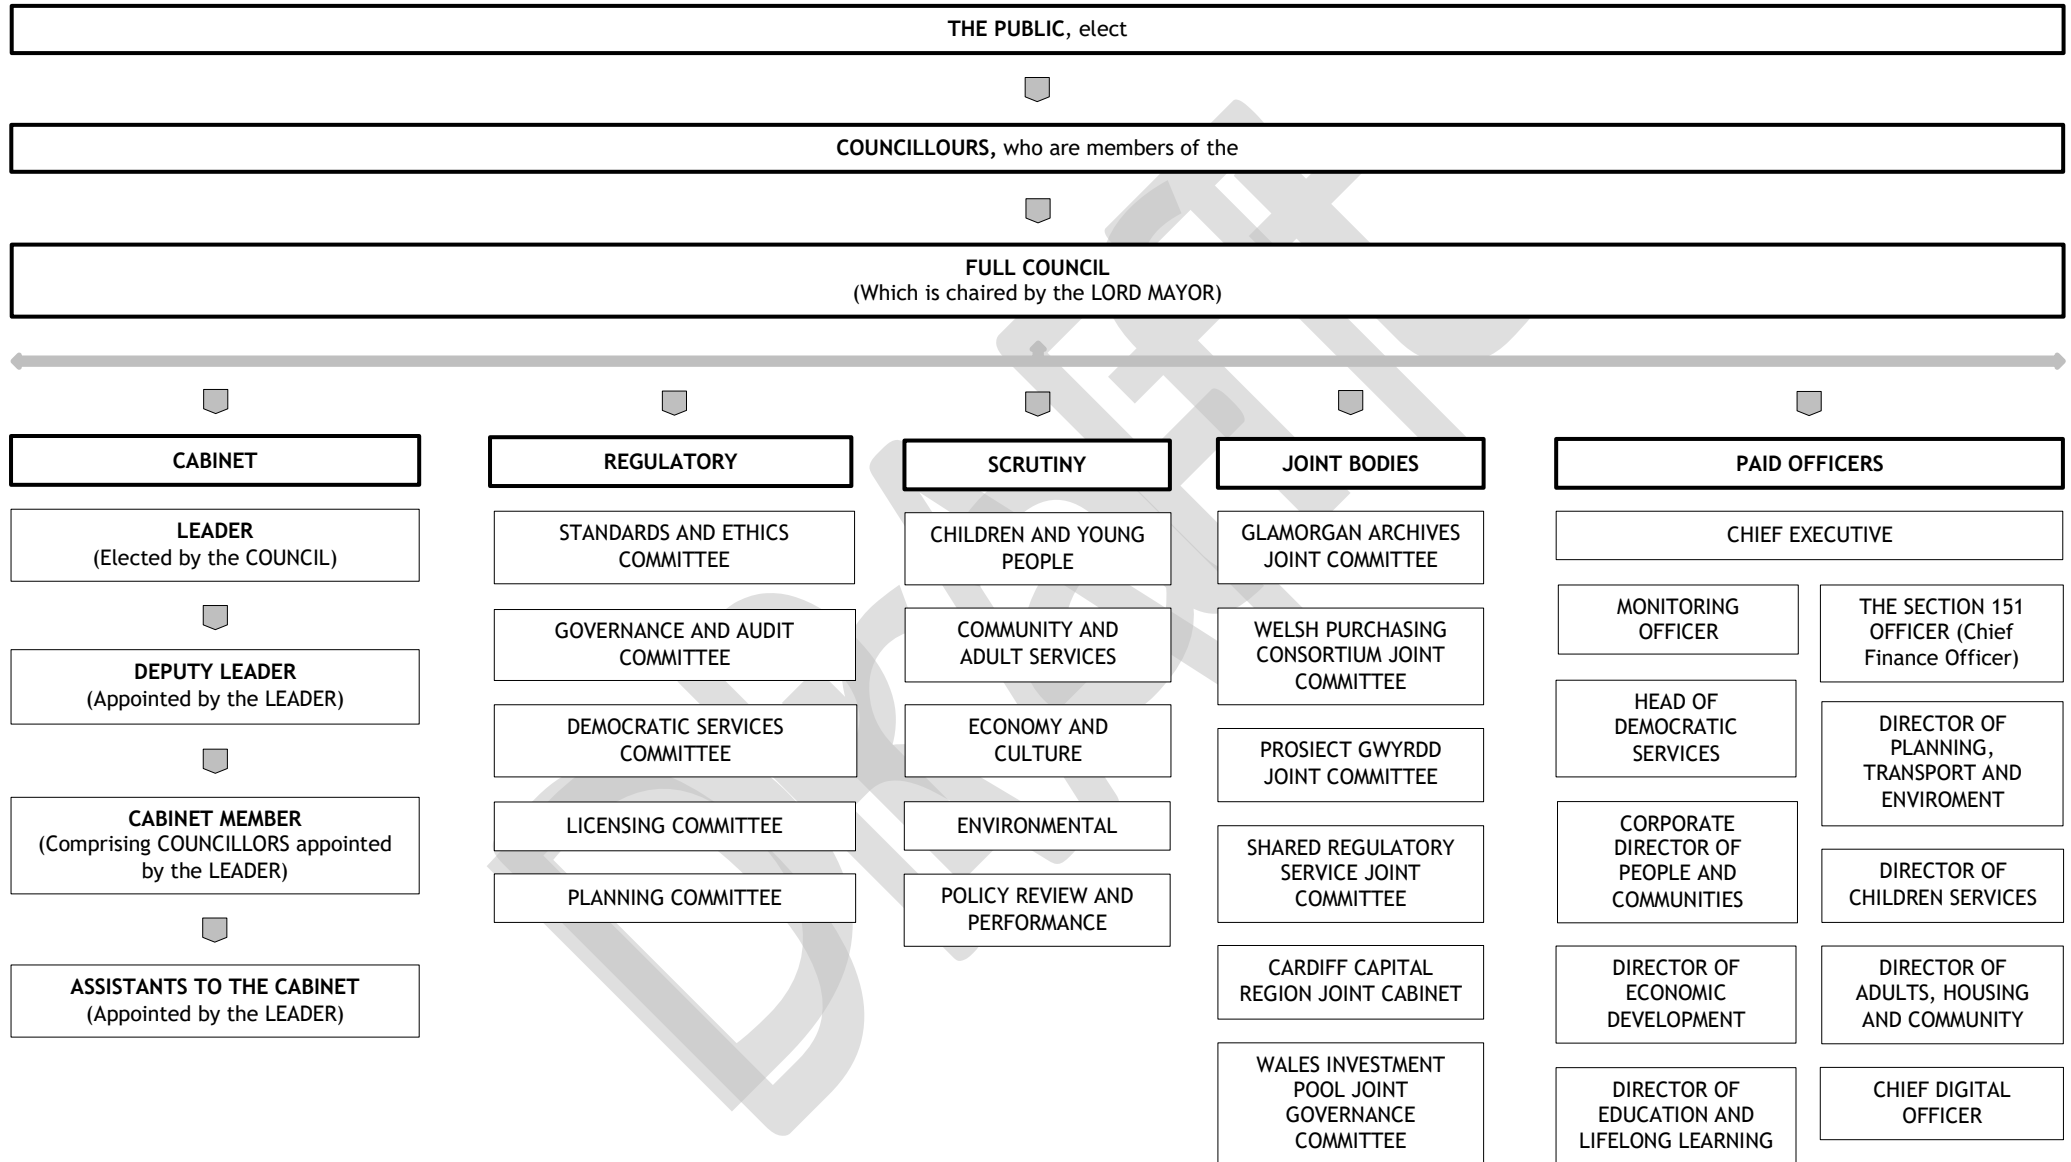 THE PUBLIC, elect
COUNCILLOURS, who are members of the
FULL COUNCIL
(Which is chaired by the LORD MAYOR)
CABINET
LEADER
(Elected by the COUNCIL)
DEPUTY LEADER
(Appointed by the LEADER)
CABINET MEMBER
(Comprising COUNCILLORS appointed
by the LEADER)
ASSISTANTS TO THE CABINET
(Appointed by the LEADER)
REGULATORY
STANDARDS AND ETHICS
COMMITTEE
GOVERNANCE AND AUDIT
COMMITTEE
DEMOCRATIC SERVICES
COMMITTEE
LICENSING COMMITTEE
PLANNING COMMITTEE
SCRUTINY
CHILDREN AND YOUNG
PEOPLE
COMMUNITY AND
ADULT SERVICES
ECONOMY AND
CULTURE
ENVIRONMENTAL
POLICY REVIEW AND
PERFORMANCE
JOINT BODIES
GLAMORGAN ARCHIVES
JOINT COMMITTEE
WELSH PURCHASING
CONSORTIUM JOINT
COMMITTEE
PROSIECT GWYRDD
JOINT COMMITTEE
SHARED REGULATORY
SERVICE JOINT
COMMITTEE
CARDIFF CAPITAL
REGION JOINT CABINET
WALES INVESTMENT
POOL JOINT
GOVERNANCE
COMMITTEE
PAID OFFICERS
CHIEF EXECUTIVE
MONITORING
OFFICER
THE SECTION 151
OFFICER (Chief
Finance Officer)
HEAD OF
DEMOCRATIC
SERVICES
DIRECTOR OF
PLANNING,
TRANSPORT AND
ENVIROMENT
CORPORATE
DIRECTOR OF
PEOPLE AND
COMMUNITIES
DIRECTOR OF
CHILDREN SERVICES
DIRECTOR OF
ECONOMIC
DEVELOPMENT
DIRECTOR OF
ADULTS, HOUSING
AND COMMUNITY
DIRECTOR OF
EDUCATION AND
LIFELONG LEARNING
CHIEF DIGITAL
OFFICER